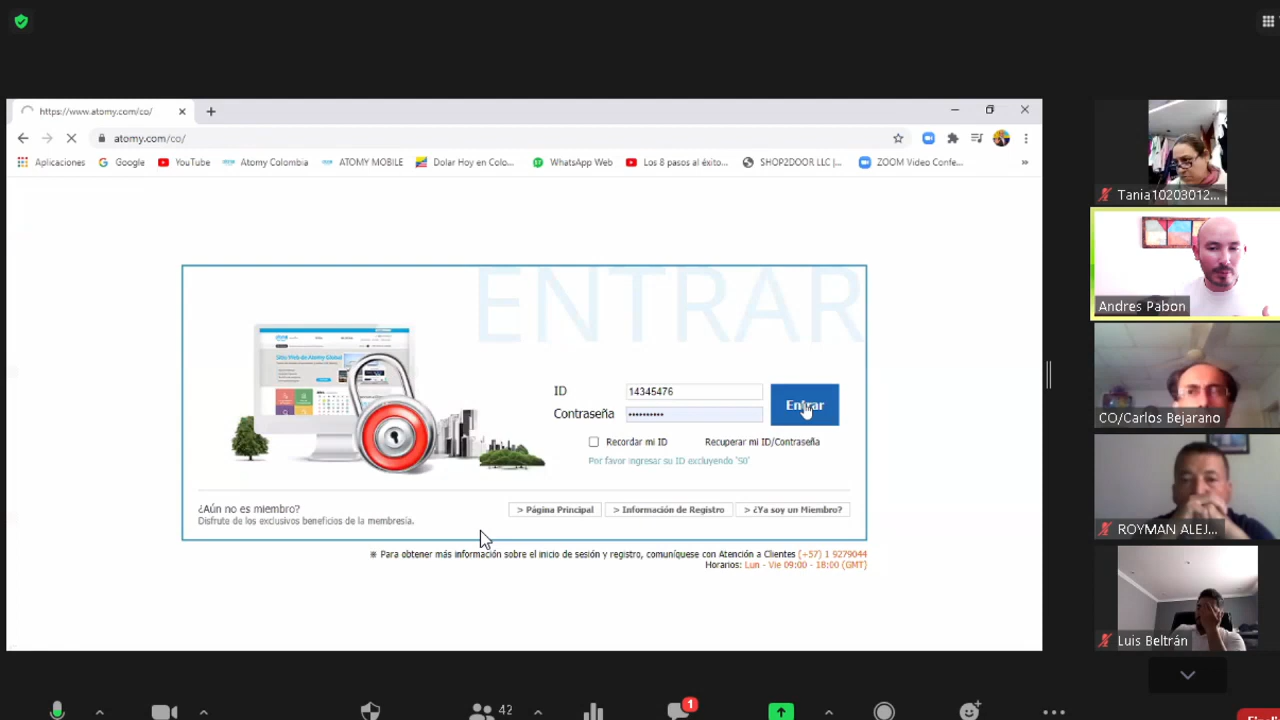 https://www.atomy.com/co/
atomy.com/co/
Aplicaciones
Google
YouTube
Atomy Colombia
ATOMY MOBILE
Dolar Hoy en Colo...
WhatsApp Web
Los 8 pasos al éxito...
SHOP2DOOR LLC |...
ZOOM Video Confe...
»
ENTRAR
ID
14345476
Entrar
Contraseña
••••••••••
Recordar mi ID
Recuperar mi ID/Contraseña
Por favor ingresar su ID excluyendo 'S0'
¿Aún no es miembro?
Disfrute de los exclusivos beneficios de la membresía.
> Página Principal
> Información de Registro
> ¿Ya soy un Miembro?
※ Para obtener más información sobre el inicio de sesión y registro, comuníquese con Atención a Clientes (+57) 1 9279044
Horarios: Lun - Vie 09:00 - 18:00 (GMT)
Tania10203012...
Andres Pabon
CO/Carlos Bejarano
ROYMAN ALEJ...
Luis Beltrán
42
1